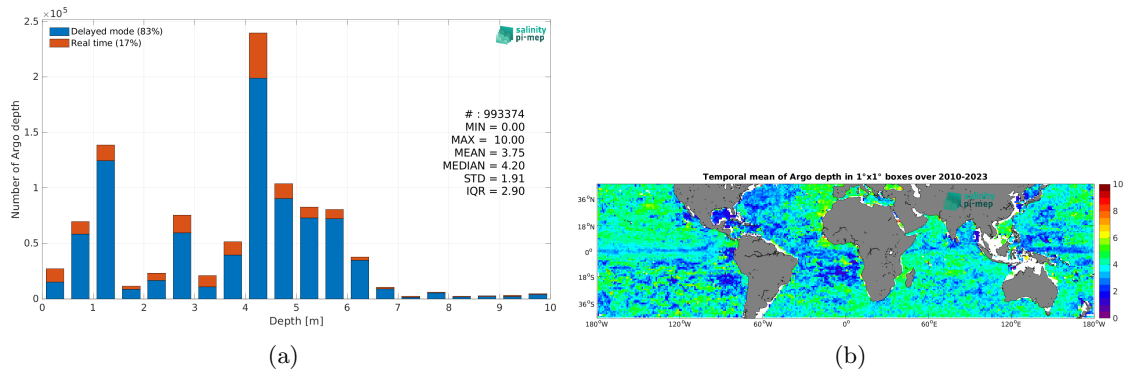 ×10⁵
2.5
2
1.5
1
0.5
0
0 1 2 3 4 5 6 7 8 9 10
Number of Argo depth
Depth [m]
Delayed mode (83%)
Real time (17%)
salinity
pi-mep
# : 993374
MIN = 0.00
MAX = 10.00
MEAN = 3.75
MEDIAN = 4.20
STD = 1.91
IQR = 2.90
(a)
Temporal mean of Argo depth in 1°x1° boxes over 2010-2023
pi-mep
36°N
18°N
0°
18°S
36°S
180°W 120°W 60°W 0° 60°E 120°E 180°W
10
8
6
4
2
0
(b)